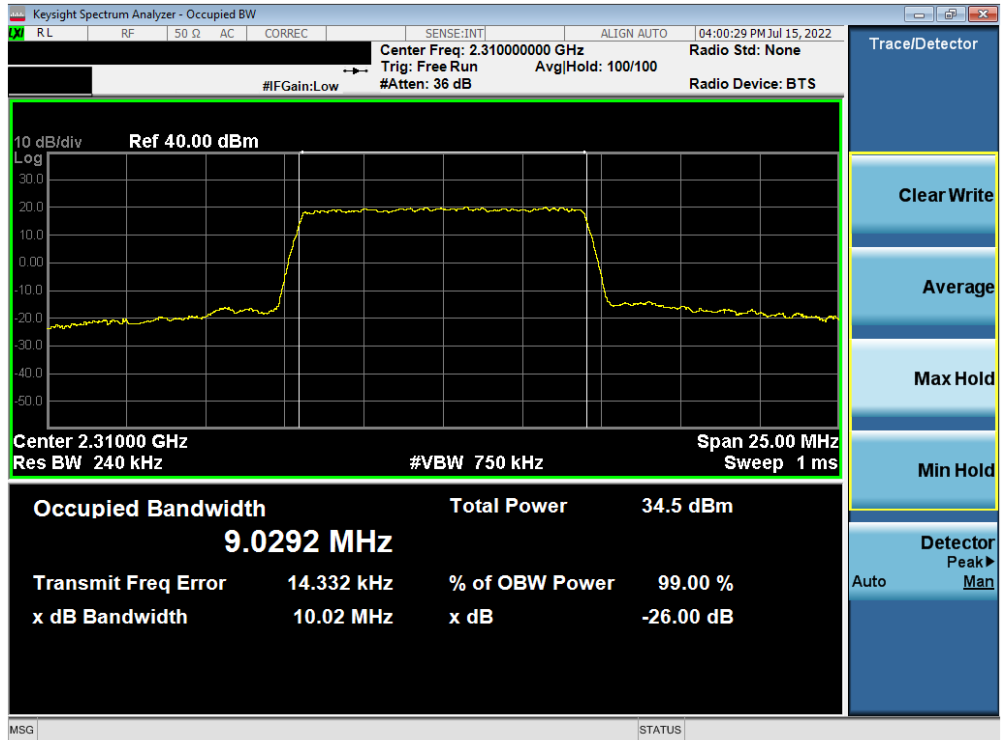 Keysight Spectrum Analyzer - Occupied BW
LXI RL RF 50 Ω AC CORREC SENSE:INT ALIGN AUTO 04:00:29 PM Jul 15, 2022
Center Freq: 2.310000000 GHz Radio Std: None
Trig: Free Run Avg|Hold: 100/100
#IFGain:Low #Atten: 36 dB Radio Device: BTS
10 dB/div Ref 40.00 dBm
Log
30.0
20.0
10.0
0.00
-10.0
-20.0
-30.0
-40.0
-50.0
Center 2.31000 GHz Span 25.00 MHz
Res BW 240 kHz #VBW 750 kHz Sweep 1 ms
Occupied Bandwidth Total Power 34.5 dBm
9.0292 MHz
Transmit Freq Error 14.332 kHz % of OBW Power 99.00 %
x dB Bandwidth 10.02 MHz x dB -26.00 dB
MSG STATUS
Trace/Detector
Clear Write
Average
Max Hold
Min Hold
Detector
Peak▶
Auto Man